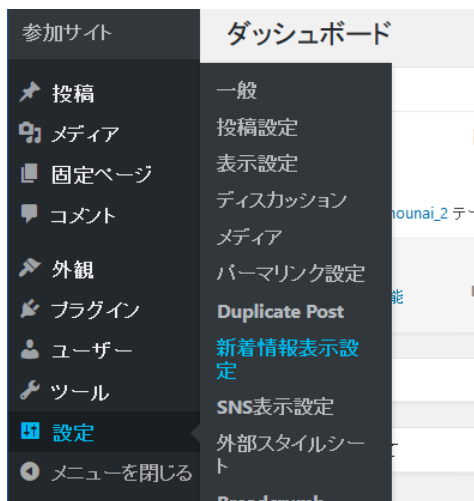 参加サイト
ダッシュボード
投稿
メディア
固定ページ
コメント
外観
プラグイン
ユーザー
ツール
設定
メニューを閉じる
一般
投稿設定
表示設定
ディスカッション
メディア
パーマリンク設定
Duplicate Post
新着情報表示設
定
SNS表示設定
外部スタイルシー
ト
Breadcrumb
nounai_2 テ
能
て